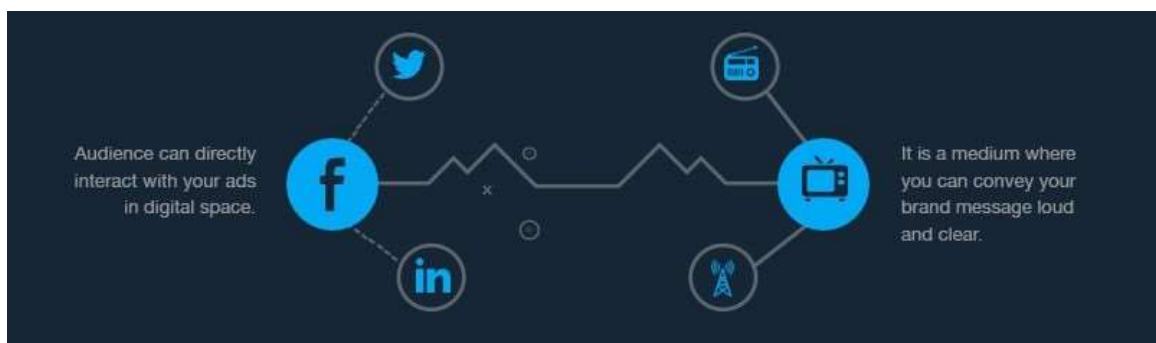 Audience can directly
interact with your ads
in digital space.
f
in
It is a medium where
you can convey your
brand message loud
and clear.